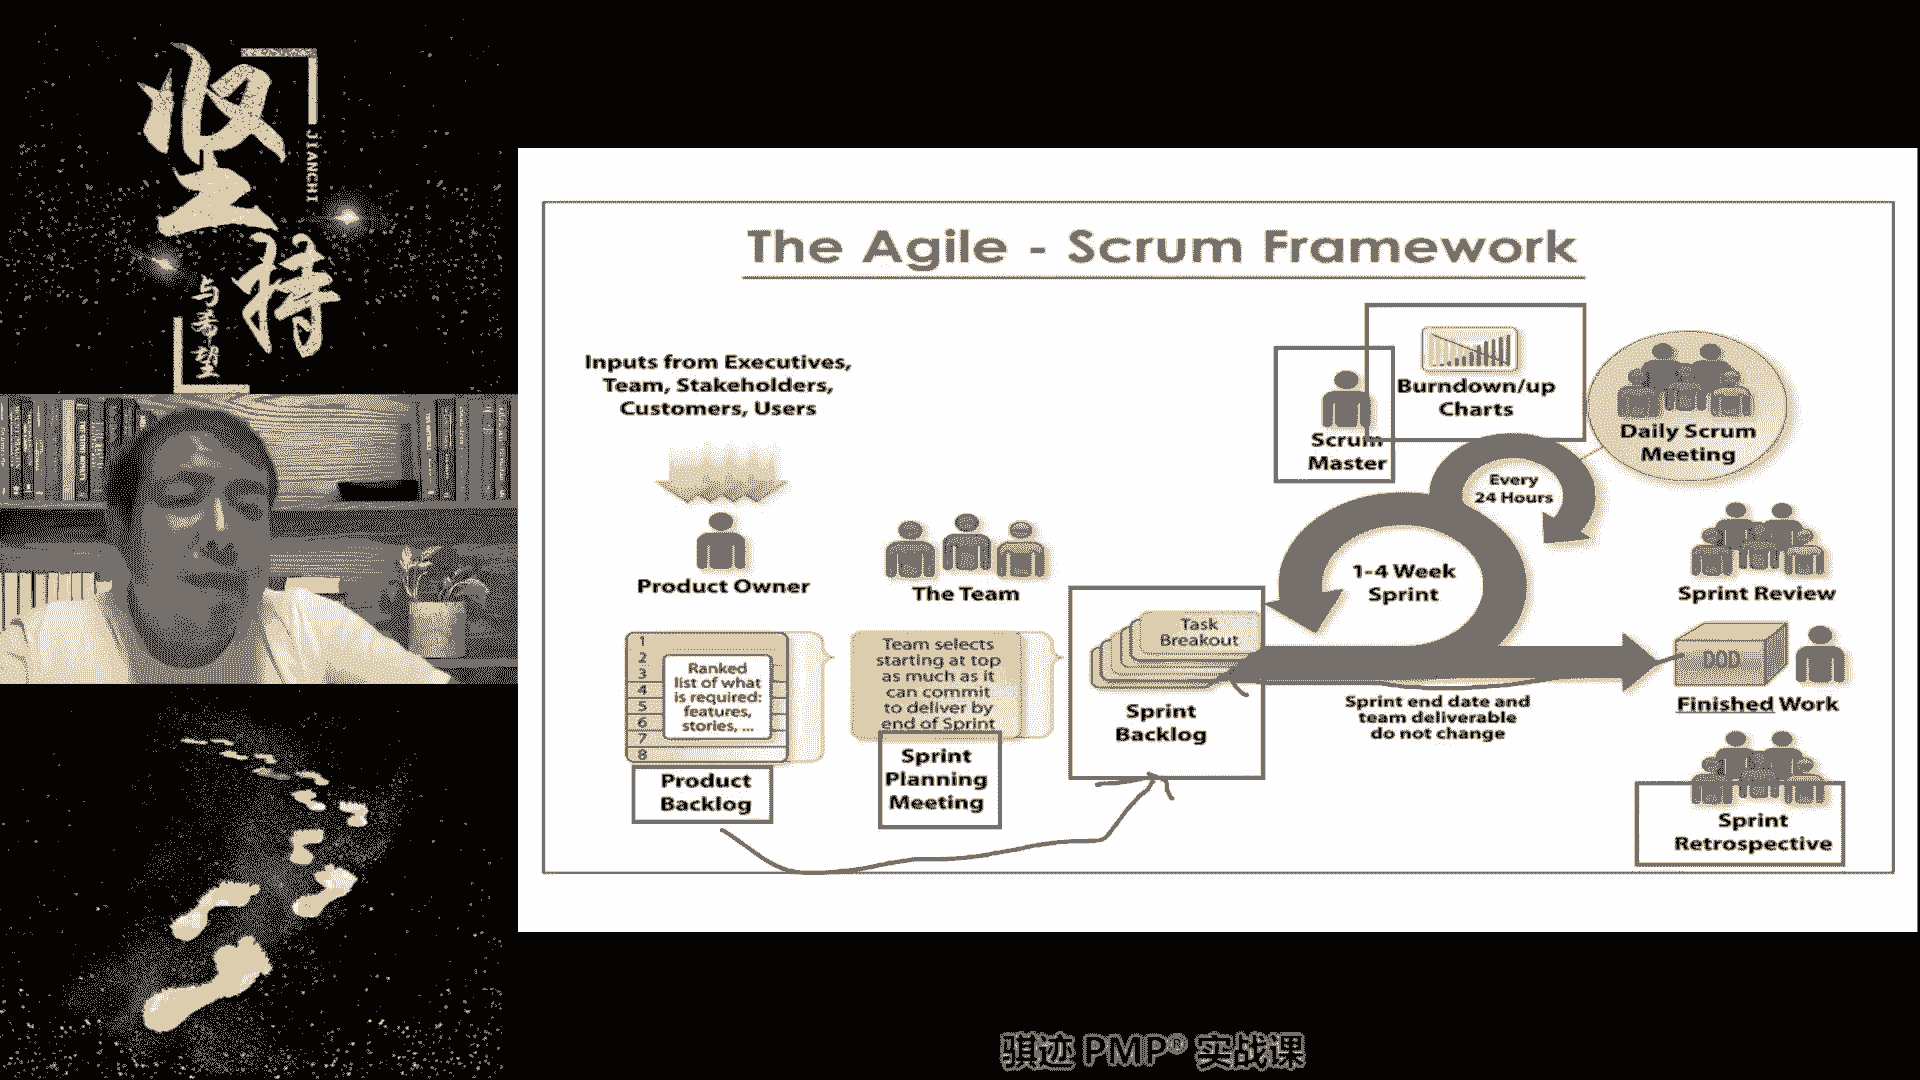 坚
持
JIANCHI
与希望
The Agile - Scrum Framework
Inputs from Executives,
Team, Stakeholders,
Customers, Users
Product Owner
The Team
1
2
3
4
5
6
7
8
Ranked
list of what
is required:
features,
stories, ...
Product
Backlog
Team selects
starting at top
as much as it
can commit
to deliver by
end of Sprint
Sprint
Planning
Meeting
Task
Breakout
Sprint
Backlog
Scrum
Master
Burndown/up
Charts
Every
24 Hours
1-4 Week
Sprint
Daily Scrum
Meeting
Sprint end date and
team deliverable
do not change
Sprint Review
DOD
Finished Work
Sprint
Retrospective
骐迹 PMP® 实战课